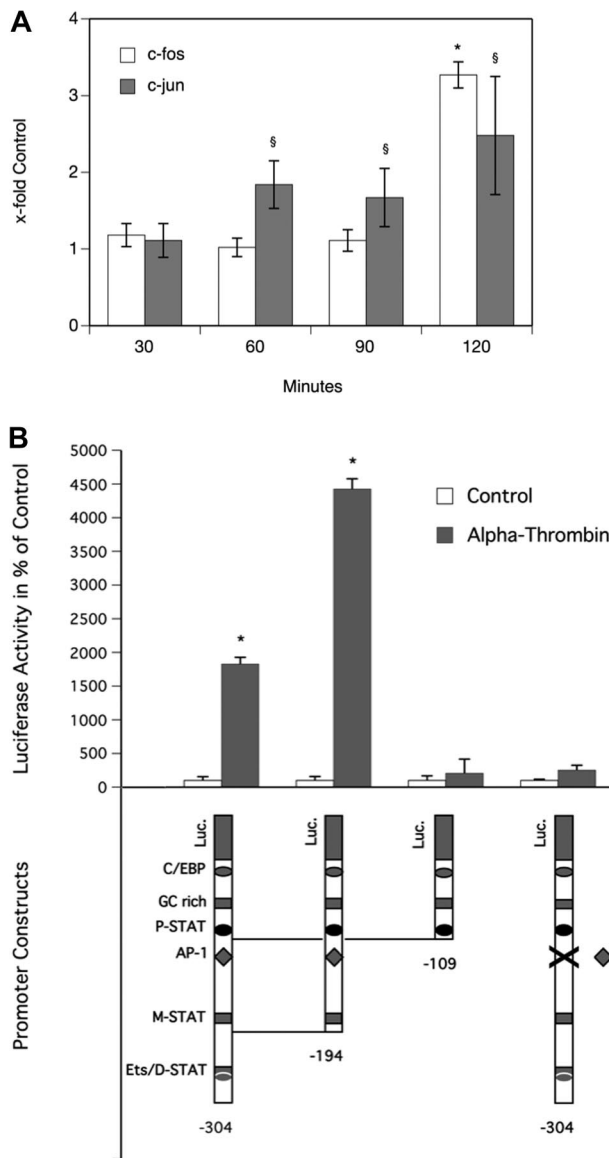 A
4
3
2
1
0
x-fold Control
c-fos
c-jun
§
§
*
§
30 60 90 120
Minutes
B
5000
4500
4000
3500
3000
2500
2000
1500
1000
500
0
Luciferase Activity in % of Control
*
*
Control
Alpha-Thrombin
Promoter Constructs
Luc. Luc. Luc. Luc.
C/EBP
GC rich
P-STAT
AP-1
-109
M-STAT
-194
Ets/D-STAT
-304 -304